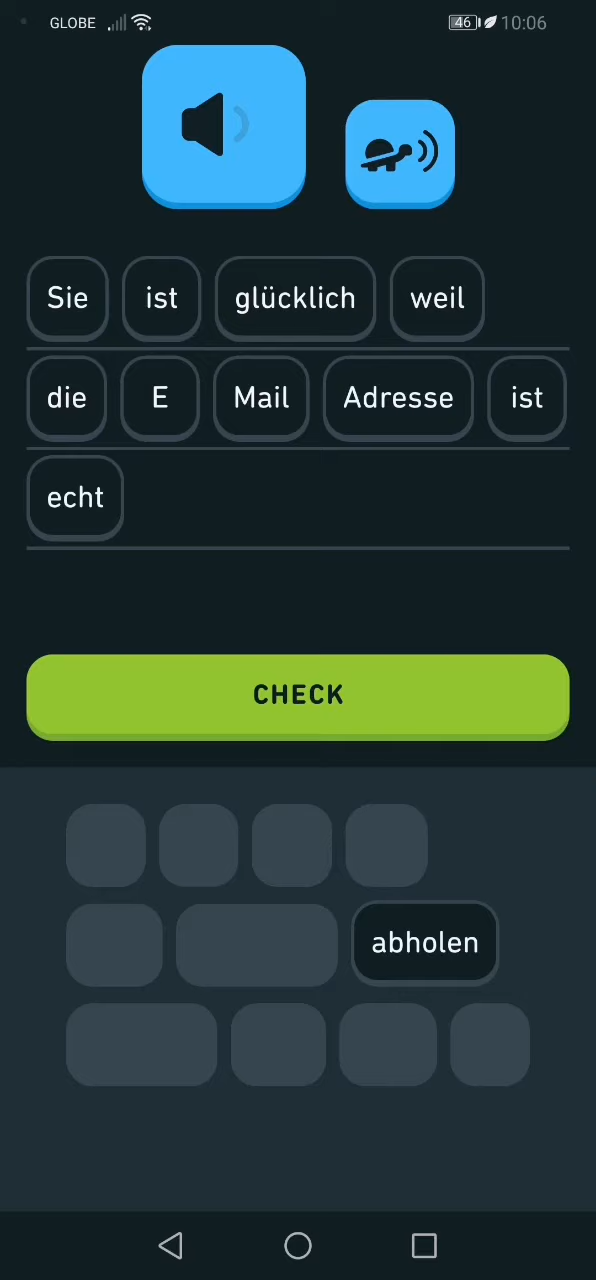 GLOBE 46 10:06
Sie ist glücklich weil
die E Mail Adresse ist
echt
CHECK
abholen